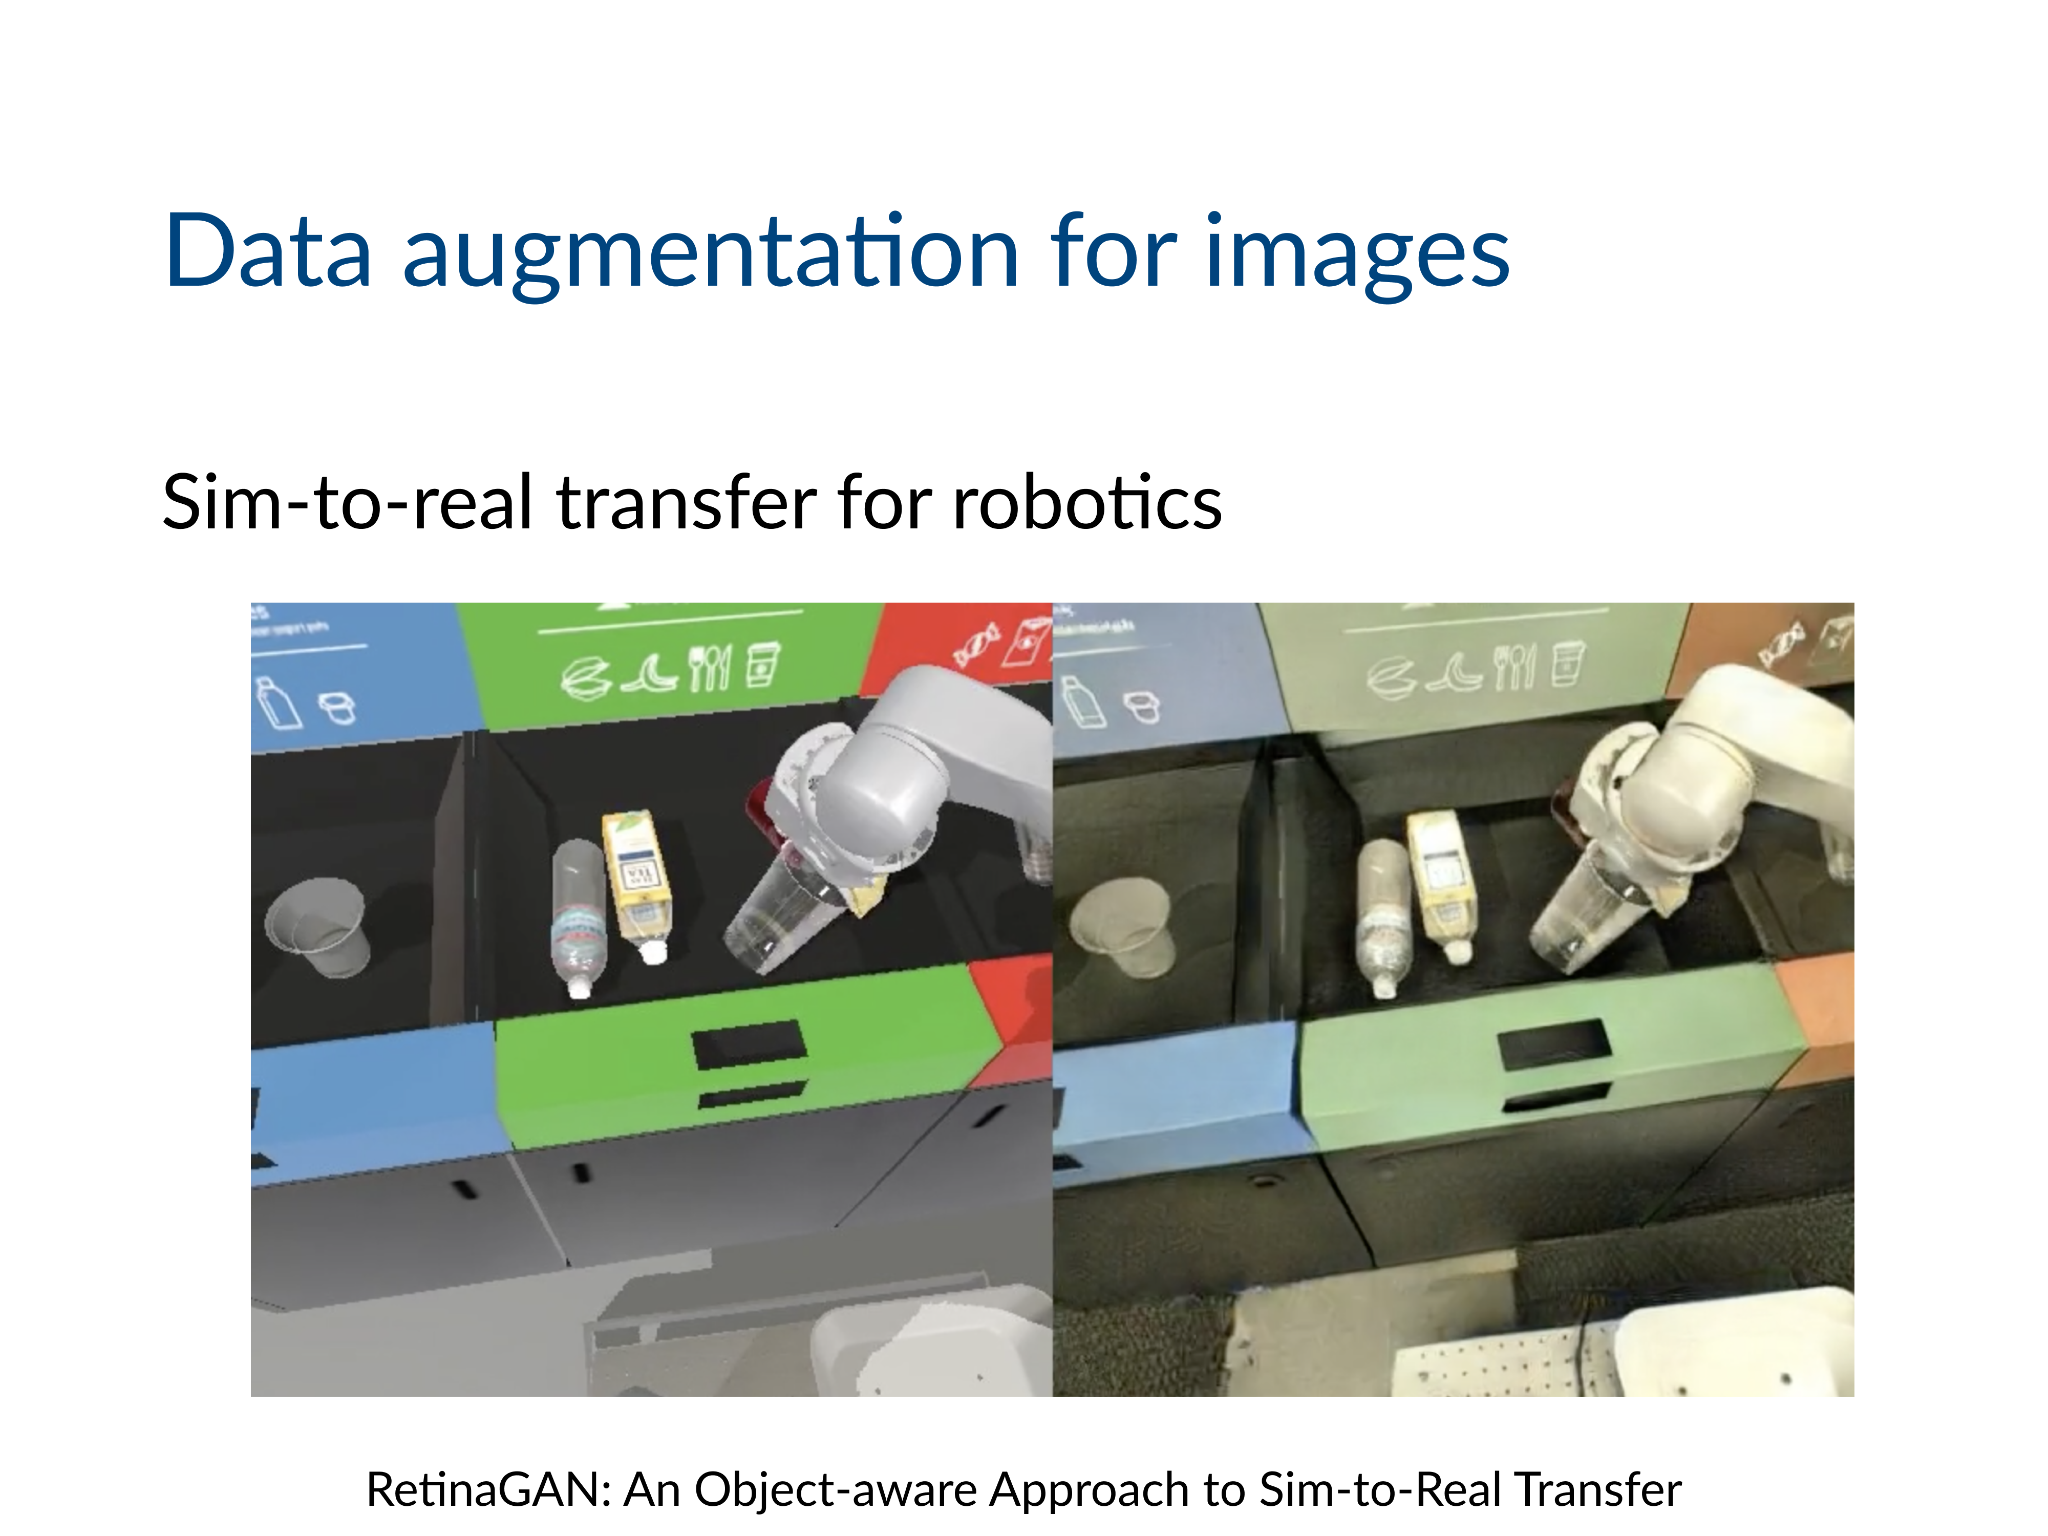 Data augmentation for images
Sim-to-real transfer for robotics
RetinaGAN: An Object-aware Approach to Sim-to-Real Transfer